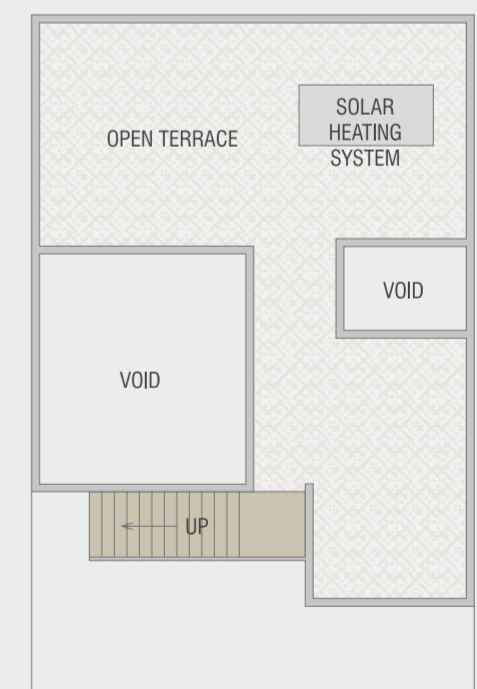 OPEN TERRACE
SOLAR
HEATING
SYSTEM
VOID
VOID
UP